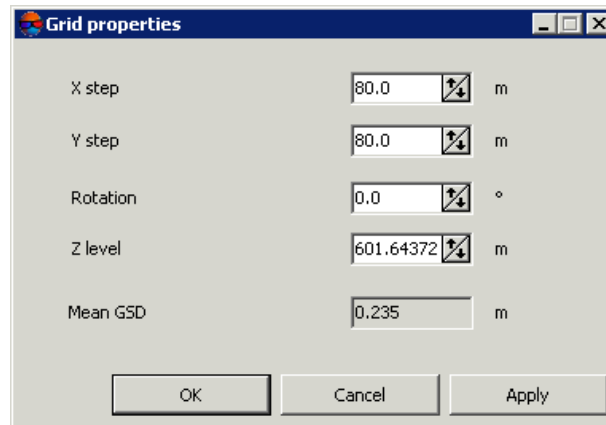 Grid properties
X step 80.0 m
Y step 80.0 m
Rotation 0.0 °
Z level 601.64372 m
Mean GSD 0.235 m
OK Cancel Apply